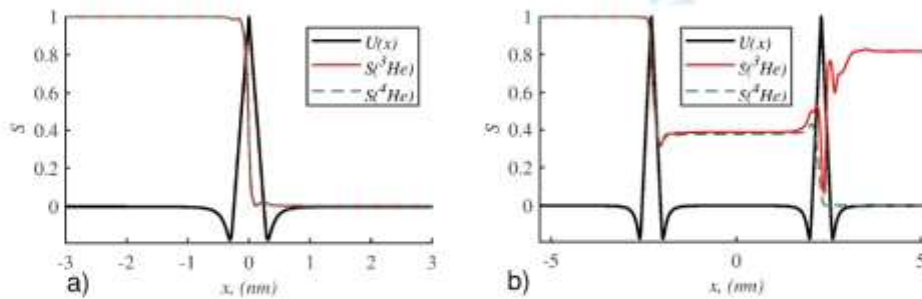 1
0.8
0.6
0.4
0.2
0
S
U(x)
S(³He)
S(⁴He)
-3
-2
-1
0
1
2
3
x, (nm)
a)
1
0.8
0.6
0.4
0.2
0
S
U(x)
S(³He)
S(⁴He)
-5
0
5
x, (nm)
b)